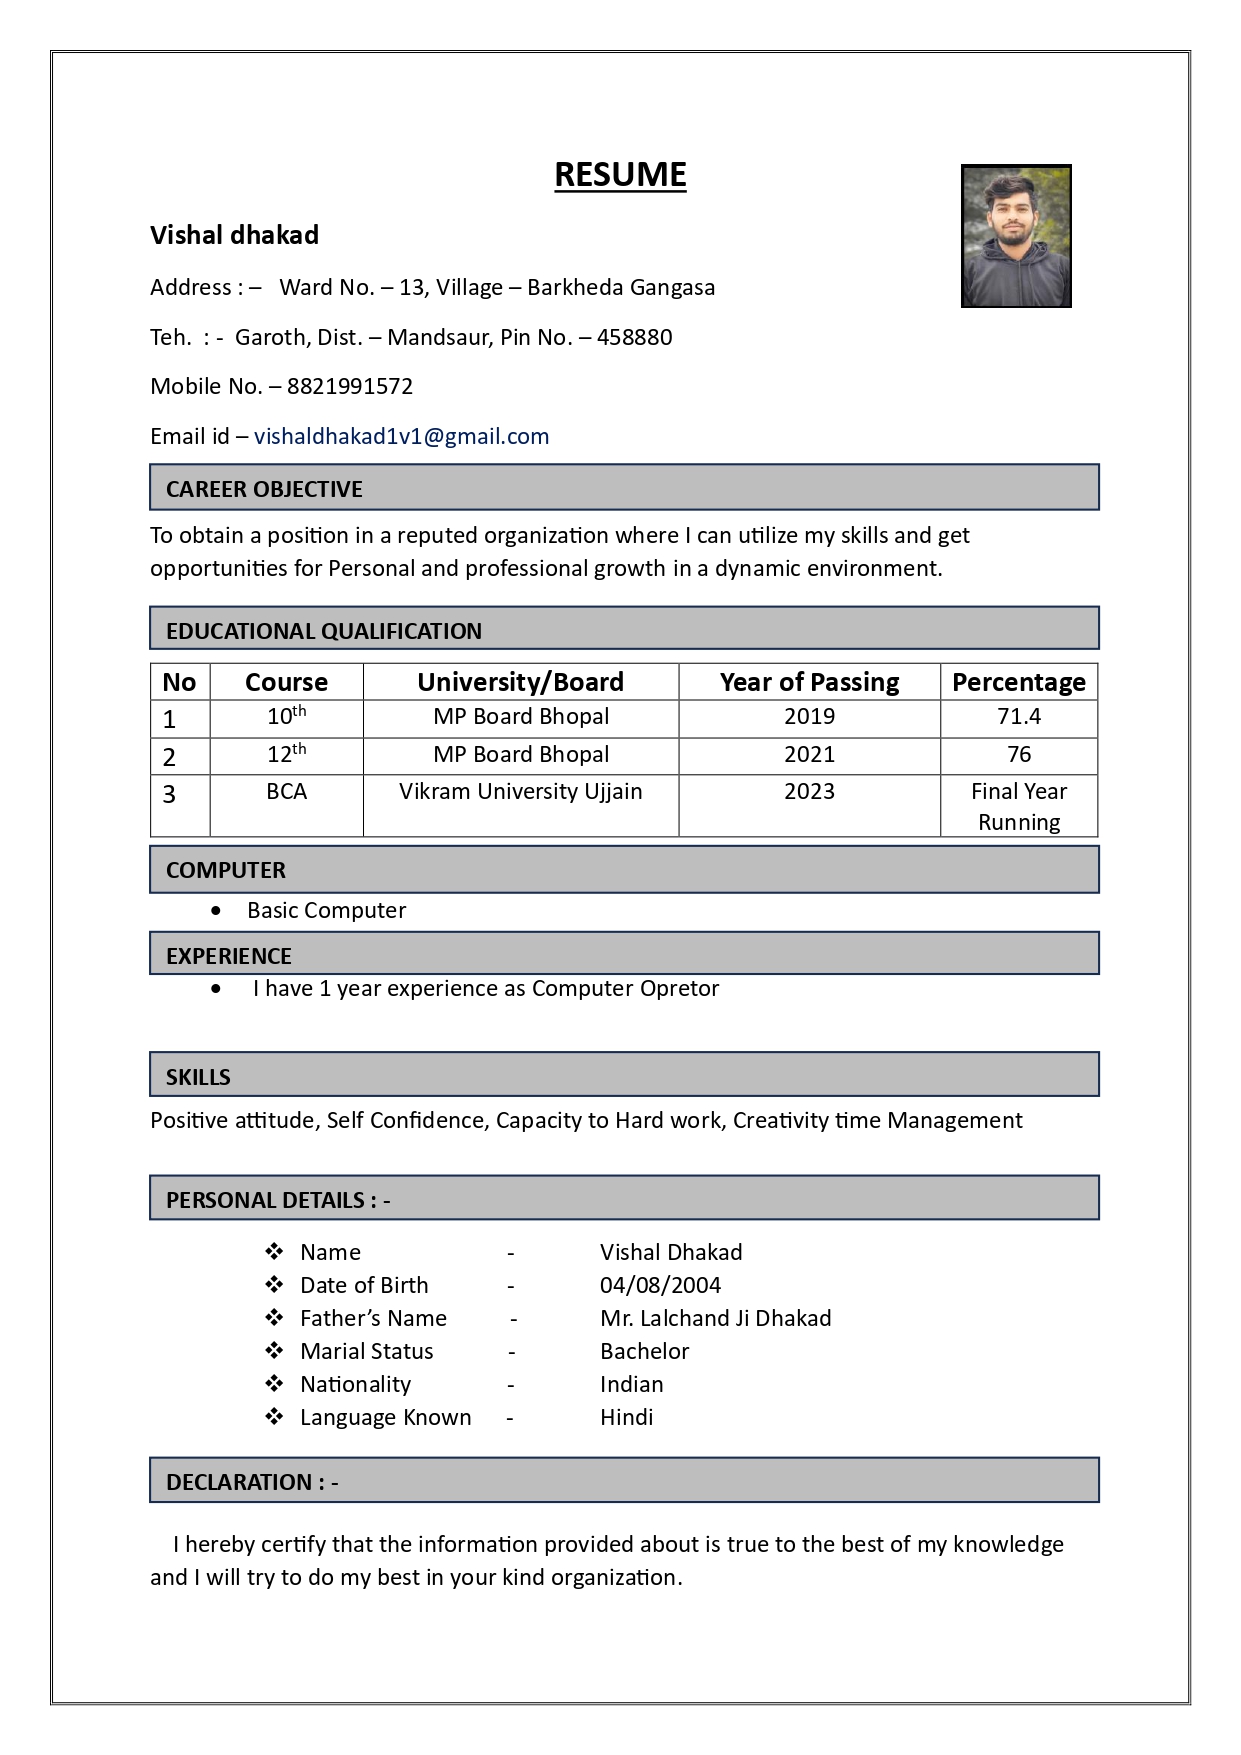 RESUME
Vishal dhakad
Address : –   Ward No. – 13, Village – Barkheda Gangasa
Teh.  : -  Garoth, Dist. – Mandsaur, Pin No. – 458880
Mobile No. – 8821991572
Email id – vishaldhakad1v1@gmail.com
CAREER OBJECTIVE
To obtain a position in a reputed organization where I can utilize my skills and get
opportunities for Personal and professional growth in a dynamic environment.
EDUCATIONAL QUALIFICATION
No Course University/Board Year of Passing Percentage
1 10th MP Board Bhopal 2019 71.4
2 12th MP Board Bhopal 2021 76
3 BCA Vikram University Ujjain 2023 Final Year
Running
COMPUTER
• Basic Computer
EXPERIENCE
• I have 1 year experience as Computer Opretor
SKILLS
Positive attitude, Self Confidence, Capacity to Hard work, Creativity time Management
PERSONAL DETAILS : -
❖ Name - Vishal Dhakad
❖ Date of Birth - 04/08/2004
❖ Father’s Name - Mr. Lalchand Ji Dhakad
❖ Marial Status - Bachelor
❖ Nationality - Indian
❖ Language Known - Hindi
DECLARATION : -
I hereby certify that the information provided about is true to the best of my knowledge
and I will try to do my best in your kind organization.